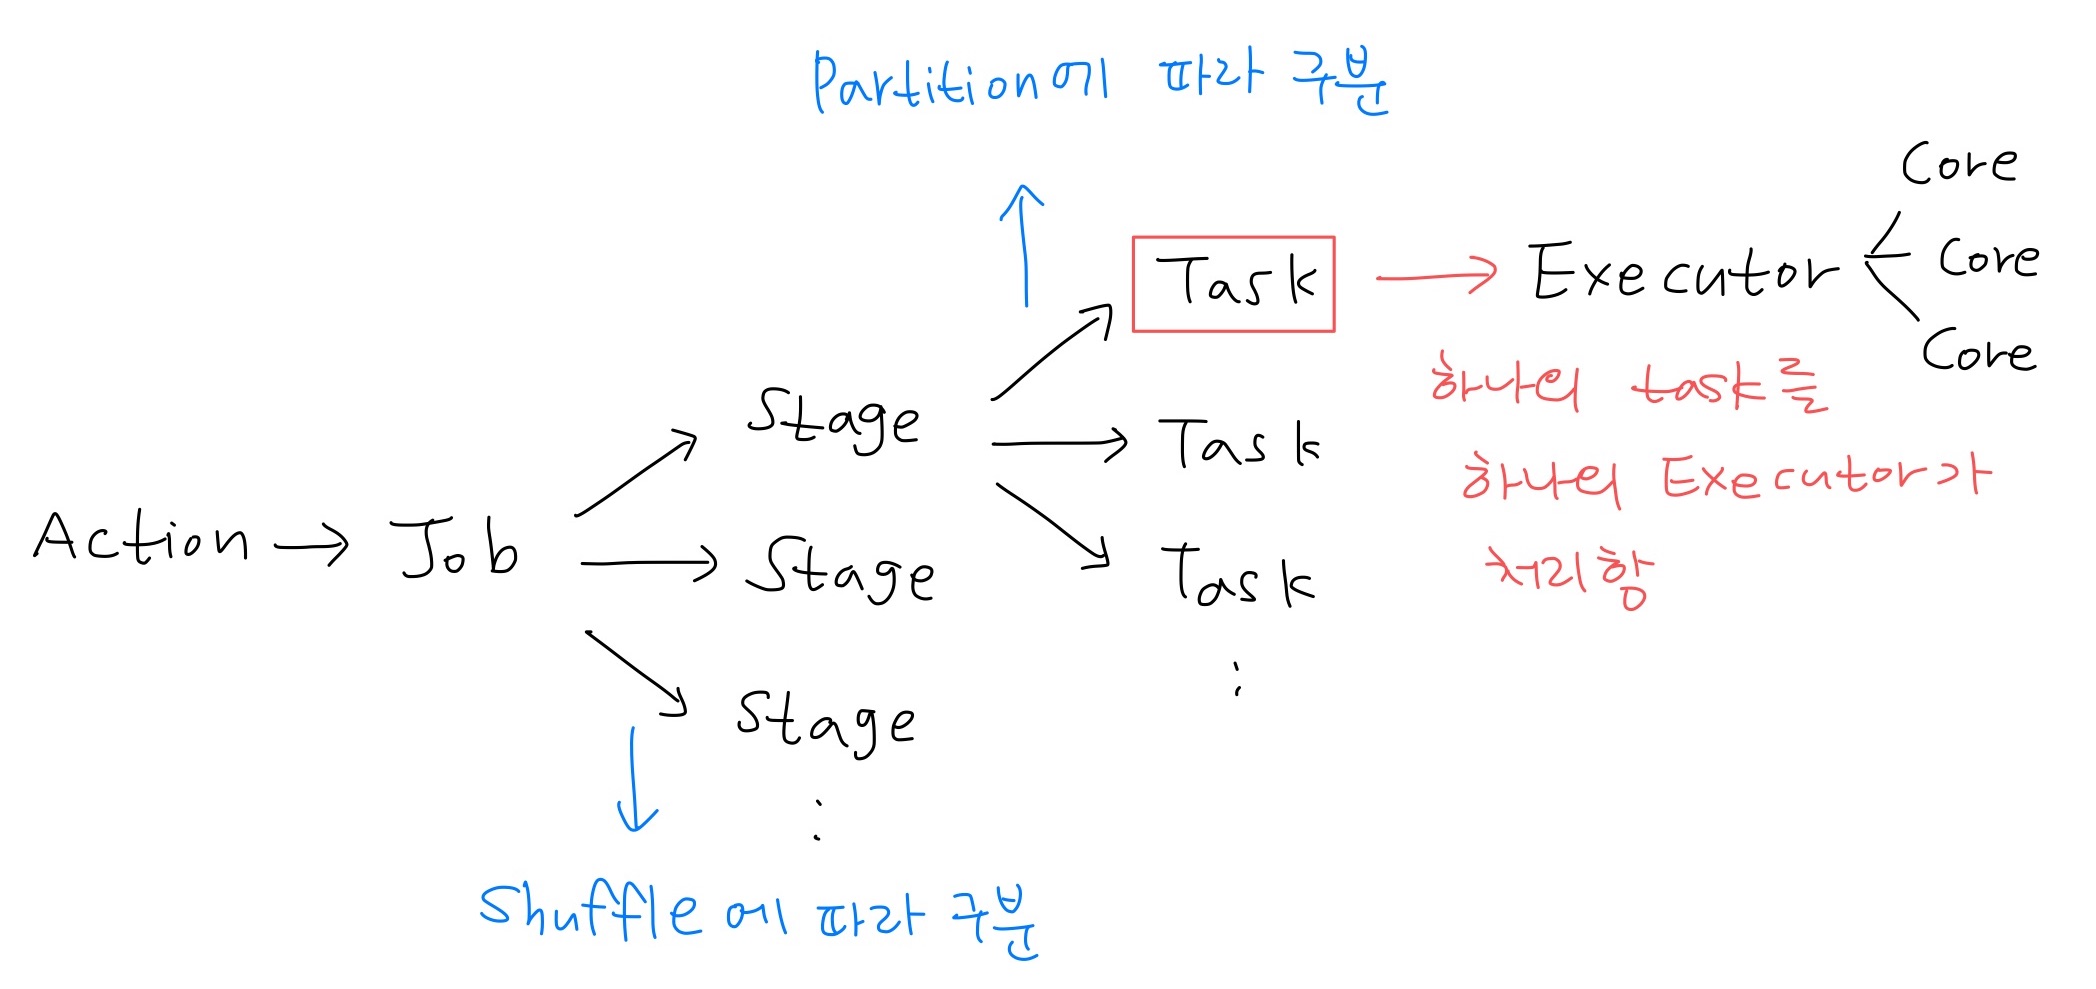 Partition에 따라 구분
Core
Task
Executor
Core
Core
하나의 task를
Stage
Task
하나의 Executor가
Action
Job
Stage
Task
처리함
Stage
Shuffle에 따라 구분